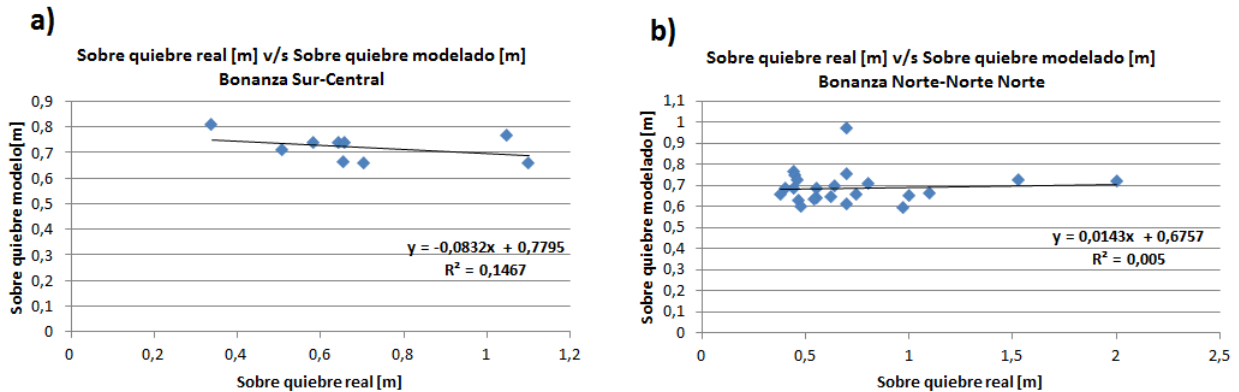 a)
Sobre quiebre real [m] v/s Sobre quiebre modelado [m]
Bonanza Sur-Central
Sobre quiebre modelo[m]
0,9
0,8
0,7
0,6
0,5
0,4
0,3
0,2
0,1
0
y = -0,0832x + 0,7795
R² = 0,1467
0
0,2
0,4
0,6
0,8
1
1,2
Sobre quiebre real [m]
b)
Sobre quiebre real [m] v/s Sobre quiebre modelado [m]
Bonanza Norte-Norte Norte
Sobre quiebre modelado [m]
1,1
1
0,9
0,8
0,7
0,6
0,5
0,4
0,3
0,2
0,1
0
y = 0,0143x + 0,6757
R² = 0,005
0
0,5
1
1,5
2
2,5
Sobre quiebre real [m]